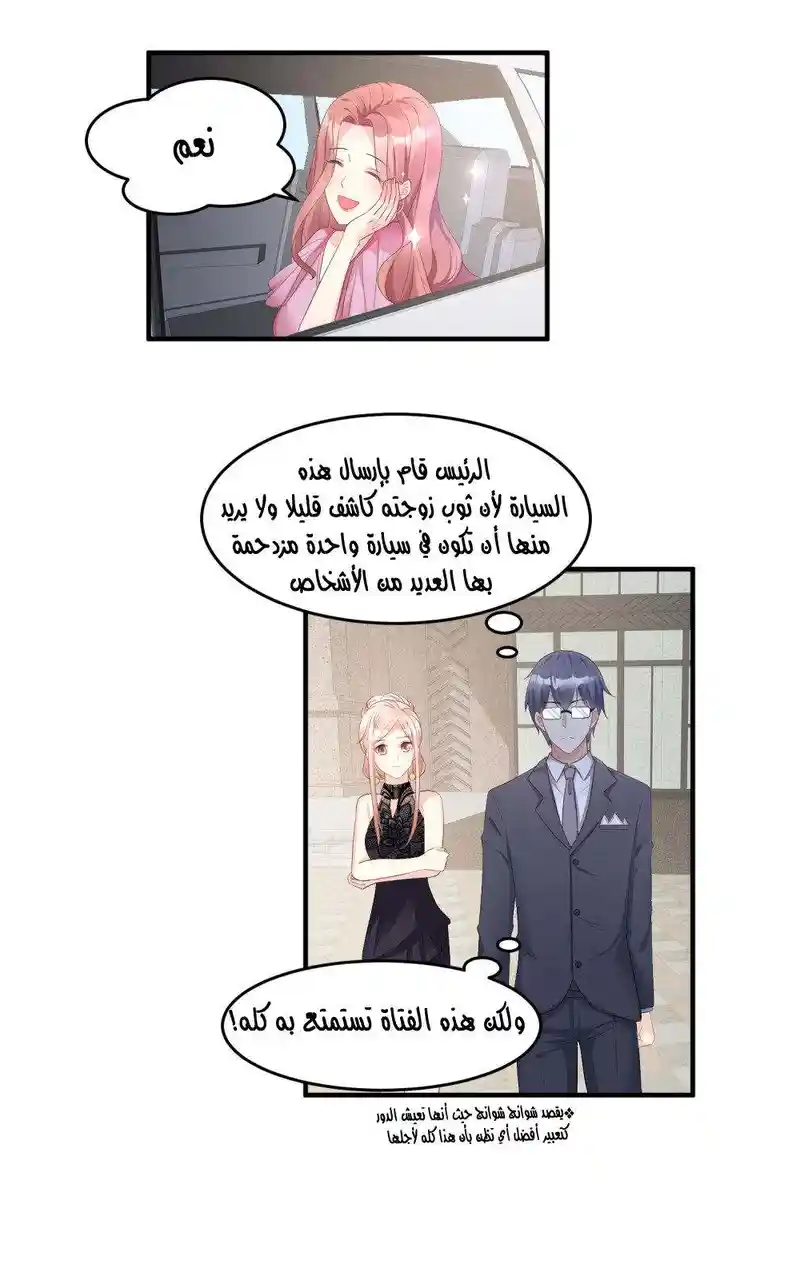 نعم
الرئيس قام بإرسال هذه
السيارة لأن ثوب زوجته كاشف قليلا ولا يريد
منها أن تكون في سيارة واحدة مزدحمة
بها العديد من الأشخاص
ولكن هذه الفتاة تستمتع به كله!
*يقصد شوانج شوانج حيث أنها تعيش الدور
كتعبير أفضل أي تظن بأن هذا كله لأجلها